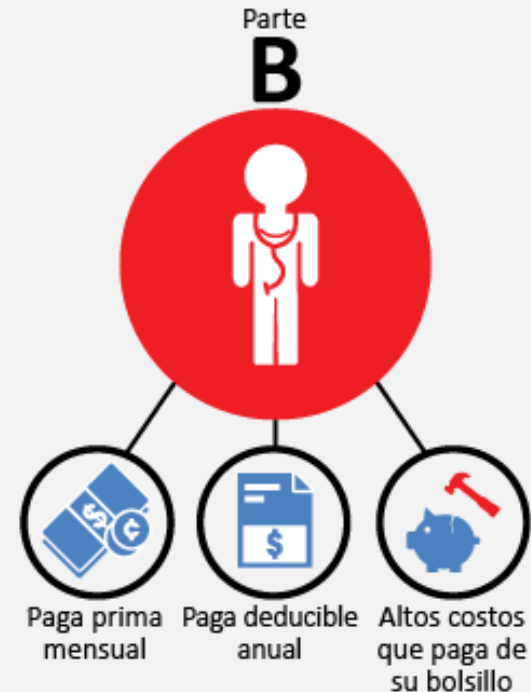 Parte
B
$
¢
$
Paga prima
mensual
Paga deducible
anual
Altos costos
que paga de
su bolsillo